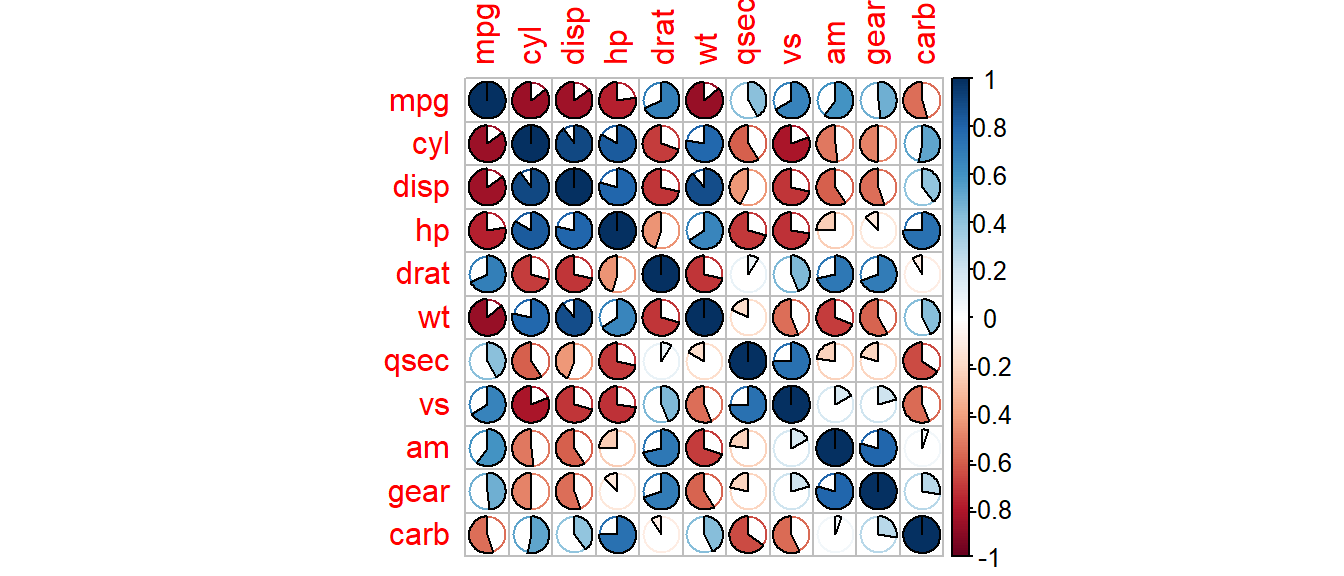 mpg cyl disp hp drat wt qsec vs am gear carb
mpg
cyl
disp
hp
drat
wt
qsec
vs
am
gear
carb
1
0.8
0.6
0.4
0.2
0
-0.2
-0.4
-0.6
-0.8
-1